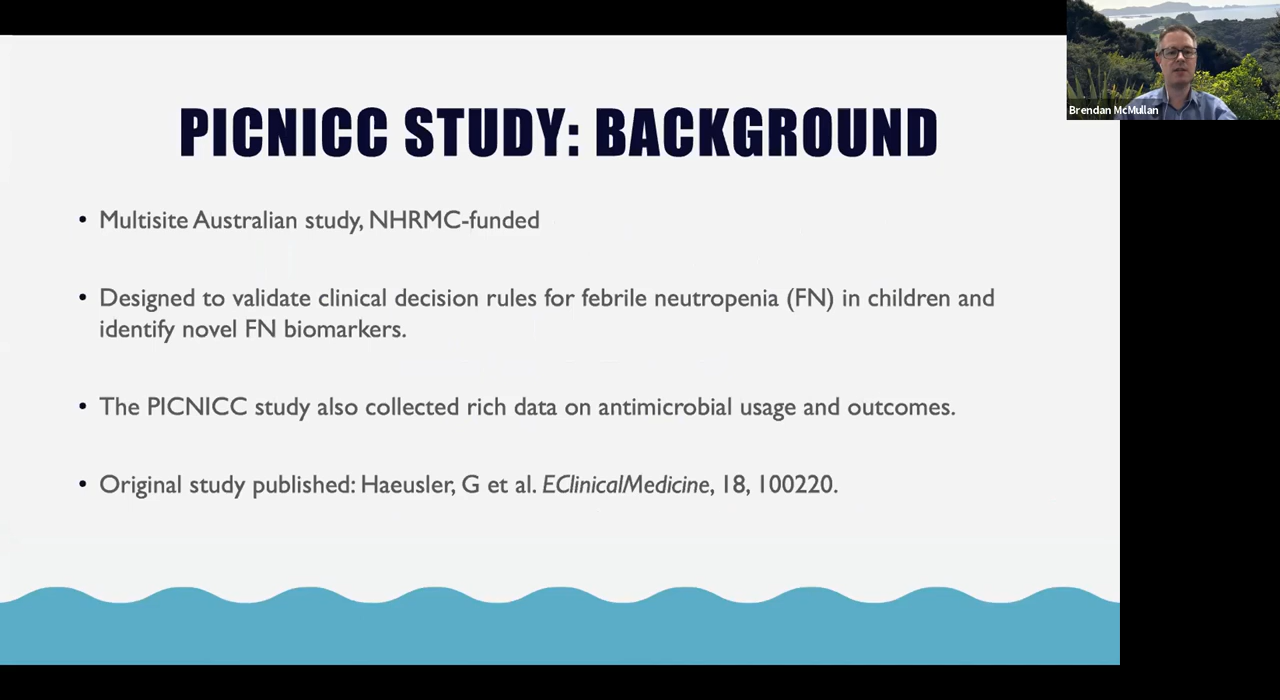 PICNICC STUDY: BACKGROUND
• Multisite Australian study, NHRMC-funded
• Designed to validate clinical decision rules for febrile neutropenia (FN) in children and
identify novel FN biomarkers.
• The PICNICC study also collected rich data on antimicrobial usage and outcomes.
• Original study published: Haeusler, G et al. EClinicalMedicine, 18, 100220.
Brendan McMullan